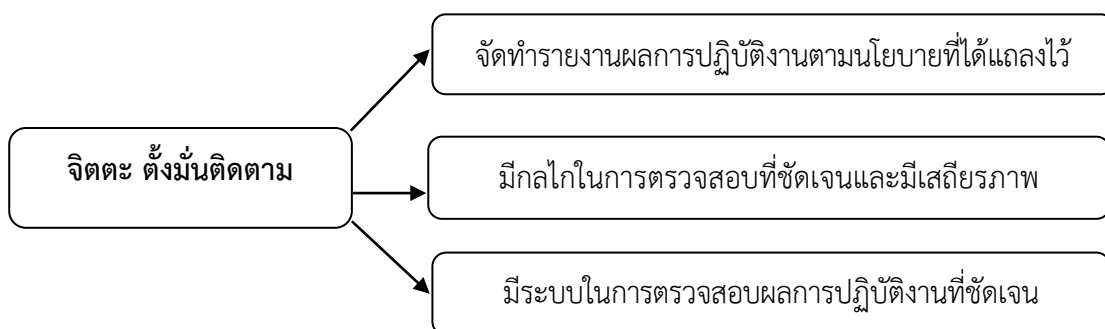 จัดทำรายงานผลการปฏิบัติงานตามนโยบายที่ได้แถลงไว้
จิตตะ ตั้งมั่นติดตาม
มีกลไกในการตรวจสอบที่ชัดเจนและมีเสถียรภาพ
มีระบบในการตรวจสอบผลการปฏิบัติงานที่ชัดเจน